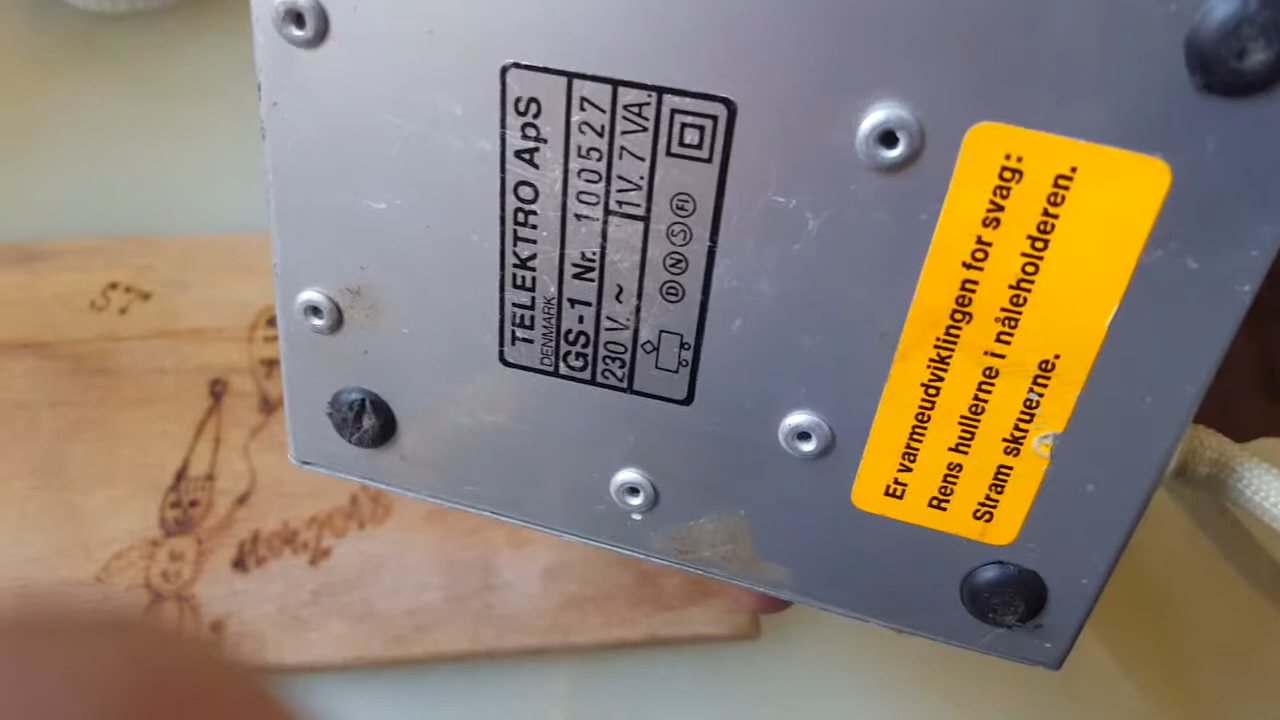 TELEKTRO ApS
DENMARK
GS-1 Nr. 100527
230 V. ~ 1V. 7 VA.
D N S FI
Er varmeudviklingen for svag:
Rens hullerne i nåleholderen.
Stram skruerne.
ST